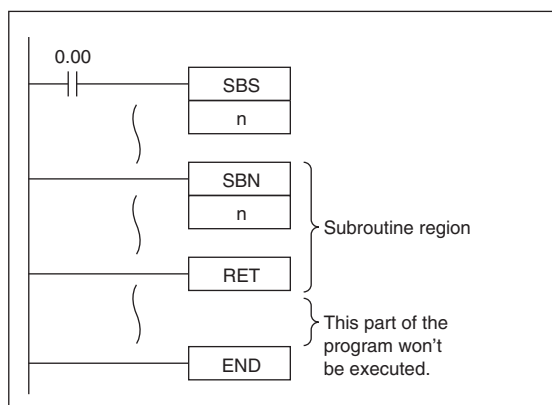 0.00
SBS
n
SBN
n
Subroutine region
RET
This part of the
program won't
be executed.
END